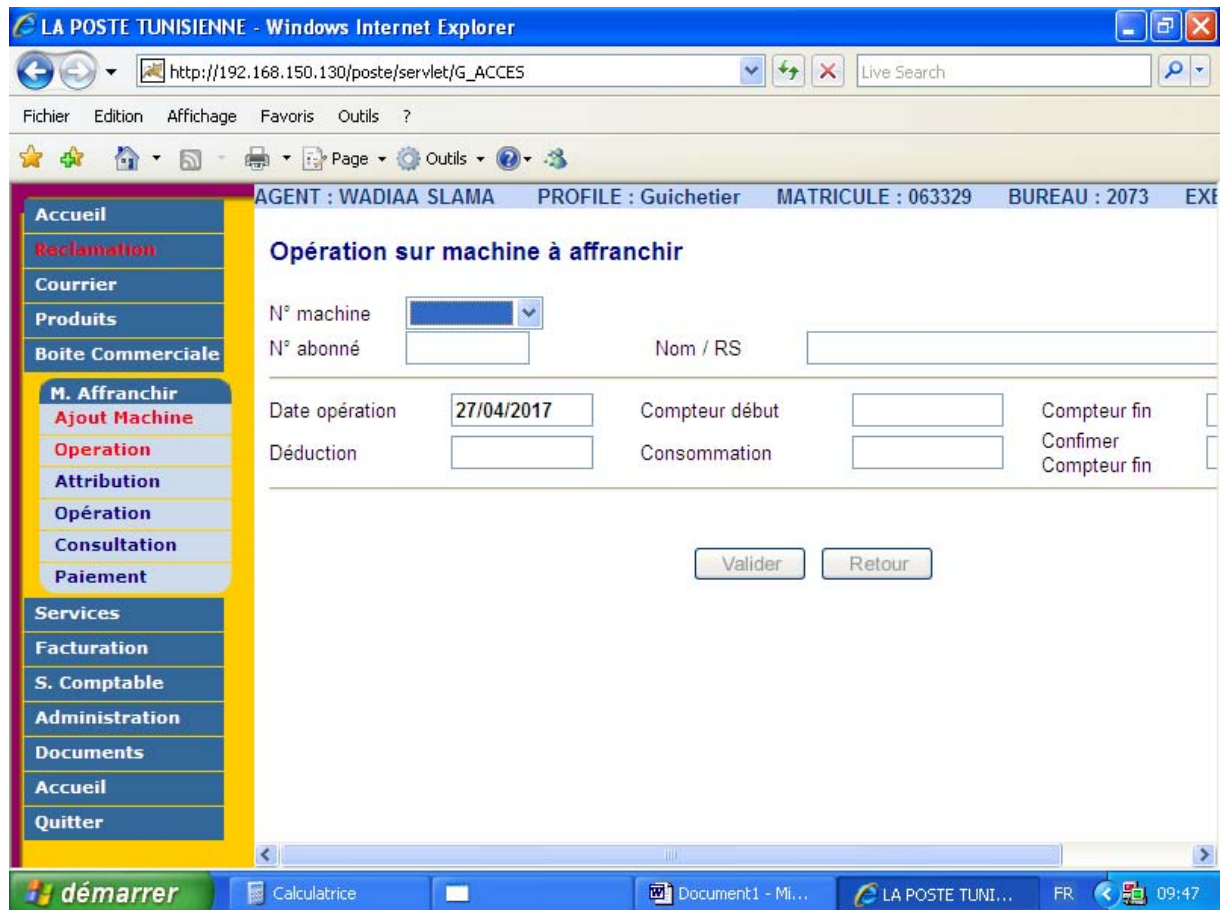 LA POSTE TUNISIENNE - Windows Internet Explorer
http://192.168.150.130/poste/servlet/G_ACCES
Live Search
Fichier Edition Affichage Favoris Outils ?
Page Outils
AGENT : WADIAA SLAMA PROFILE : Guichetier MATRICULE : 063329 BUREAU : 2073 EXE
Accueil
Reclamation
Courrier
Produits
Boite Commerciale
M. Affranchir
Ajout Machine
Operation
Attribution
Opération
Consultation
Paiement
Services
Facturation
S. Comptable
Administration
Documents
Accueil
Quitter
Opération sur machine à affranchir
N° machine
N° abonné Nom / RS
Date opération 27/04/2017 Compteur début Compteur fin
Déduction Consommation Confimer
Compteur fin
Valider Retour
démarrer Calculatrice Document1 - Mi... LA POSTE TUNI... FR 09:47